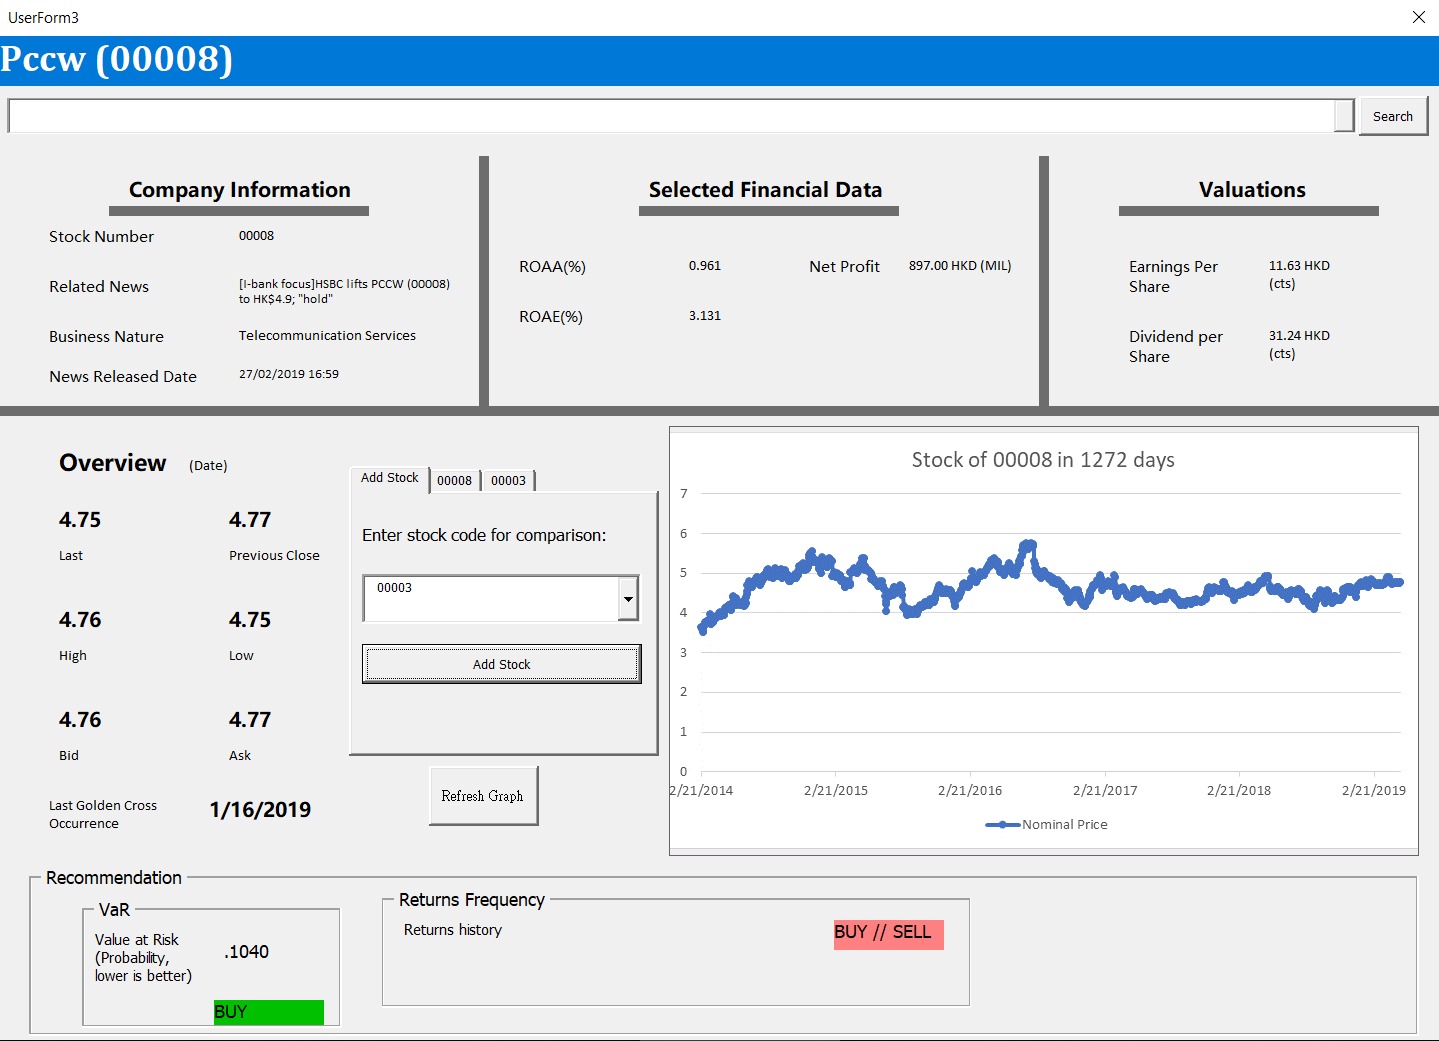 UserForm3
Pccw (00008)
Search
Company Information
Stock Number
00008
Related News
[I-bank focus]HSBC lifts PCCW (00008)
to HK$4.9; "hold"
Business Nature
Telecommunication Services
News Released Date
27/02/2019 16:59
Selected Financial Data
ROAA(%)
0.961
Net Profit
897.00 HKD (MIL)
ROAE(%)
3.131
Valuations
Earnings Per
Share
11.63 HKD
(cts)
Dividend per
Share
31.24 HKD
(cts)
Overview
(Date)
4.75
Last
4.77
Previous Close
4.76
High
4.75
Low
4.76
Bid
4.77
Ask
Last Golden Cross
Occurrence
1/16/2019
Add Stock
00008
00003
Enter stock code for comparison:
00003
Add Stock
Refresh Graph
Stock of 00008 in 1272 days
7
6
5
4
3
2
1
0
2/21/2014
2/21/2015
2/21/2016
2/21/2017
2/21/2018
2/21/2019
Nominal Price
Recommendation
VaR
Value at Risk
(Probability,
lower is better)
.1040
BUY
Returns Frequency
Returns history
BUY // SELL